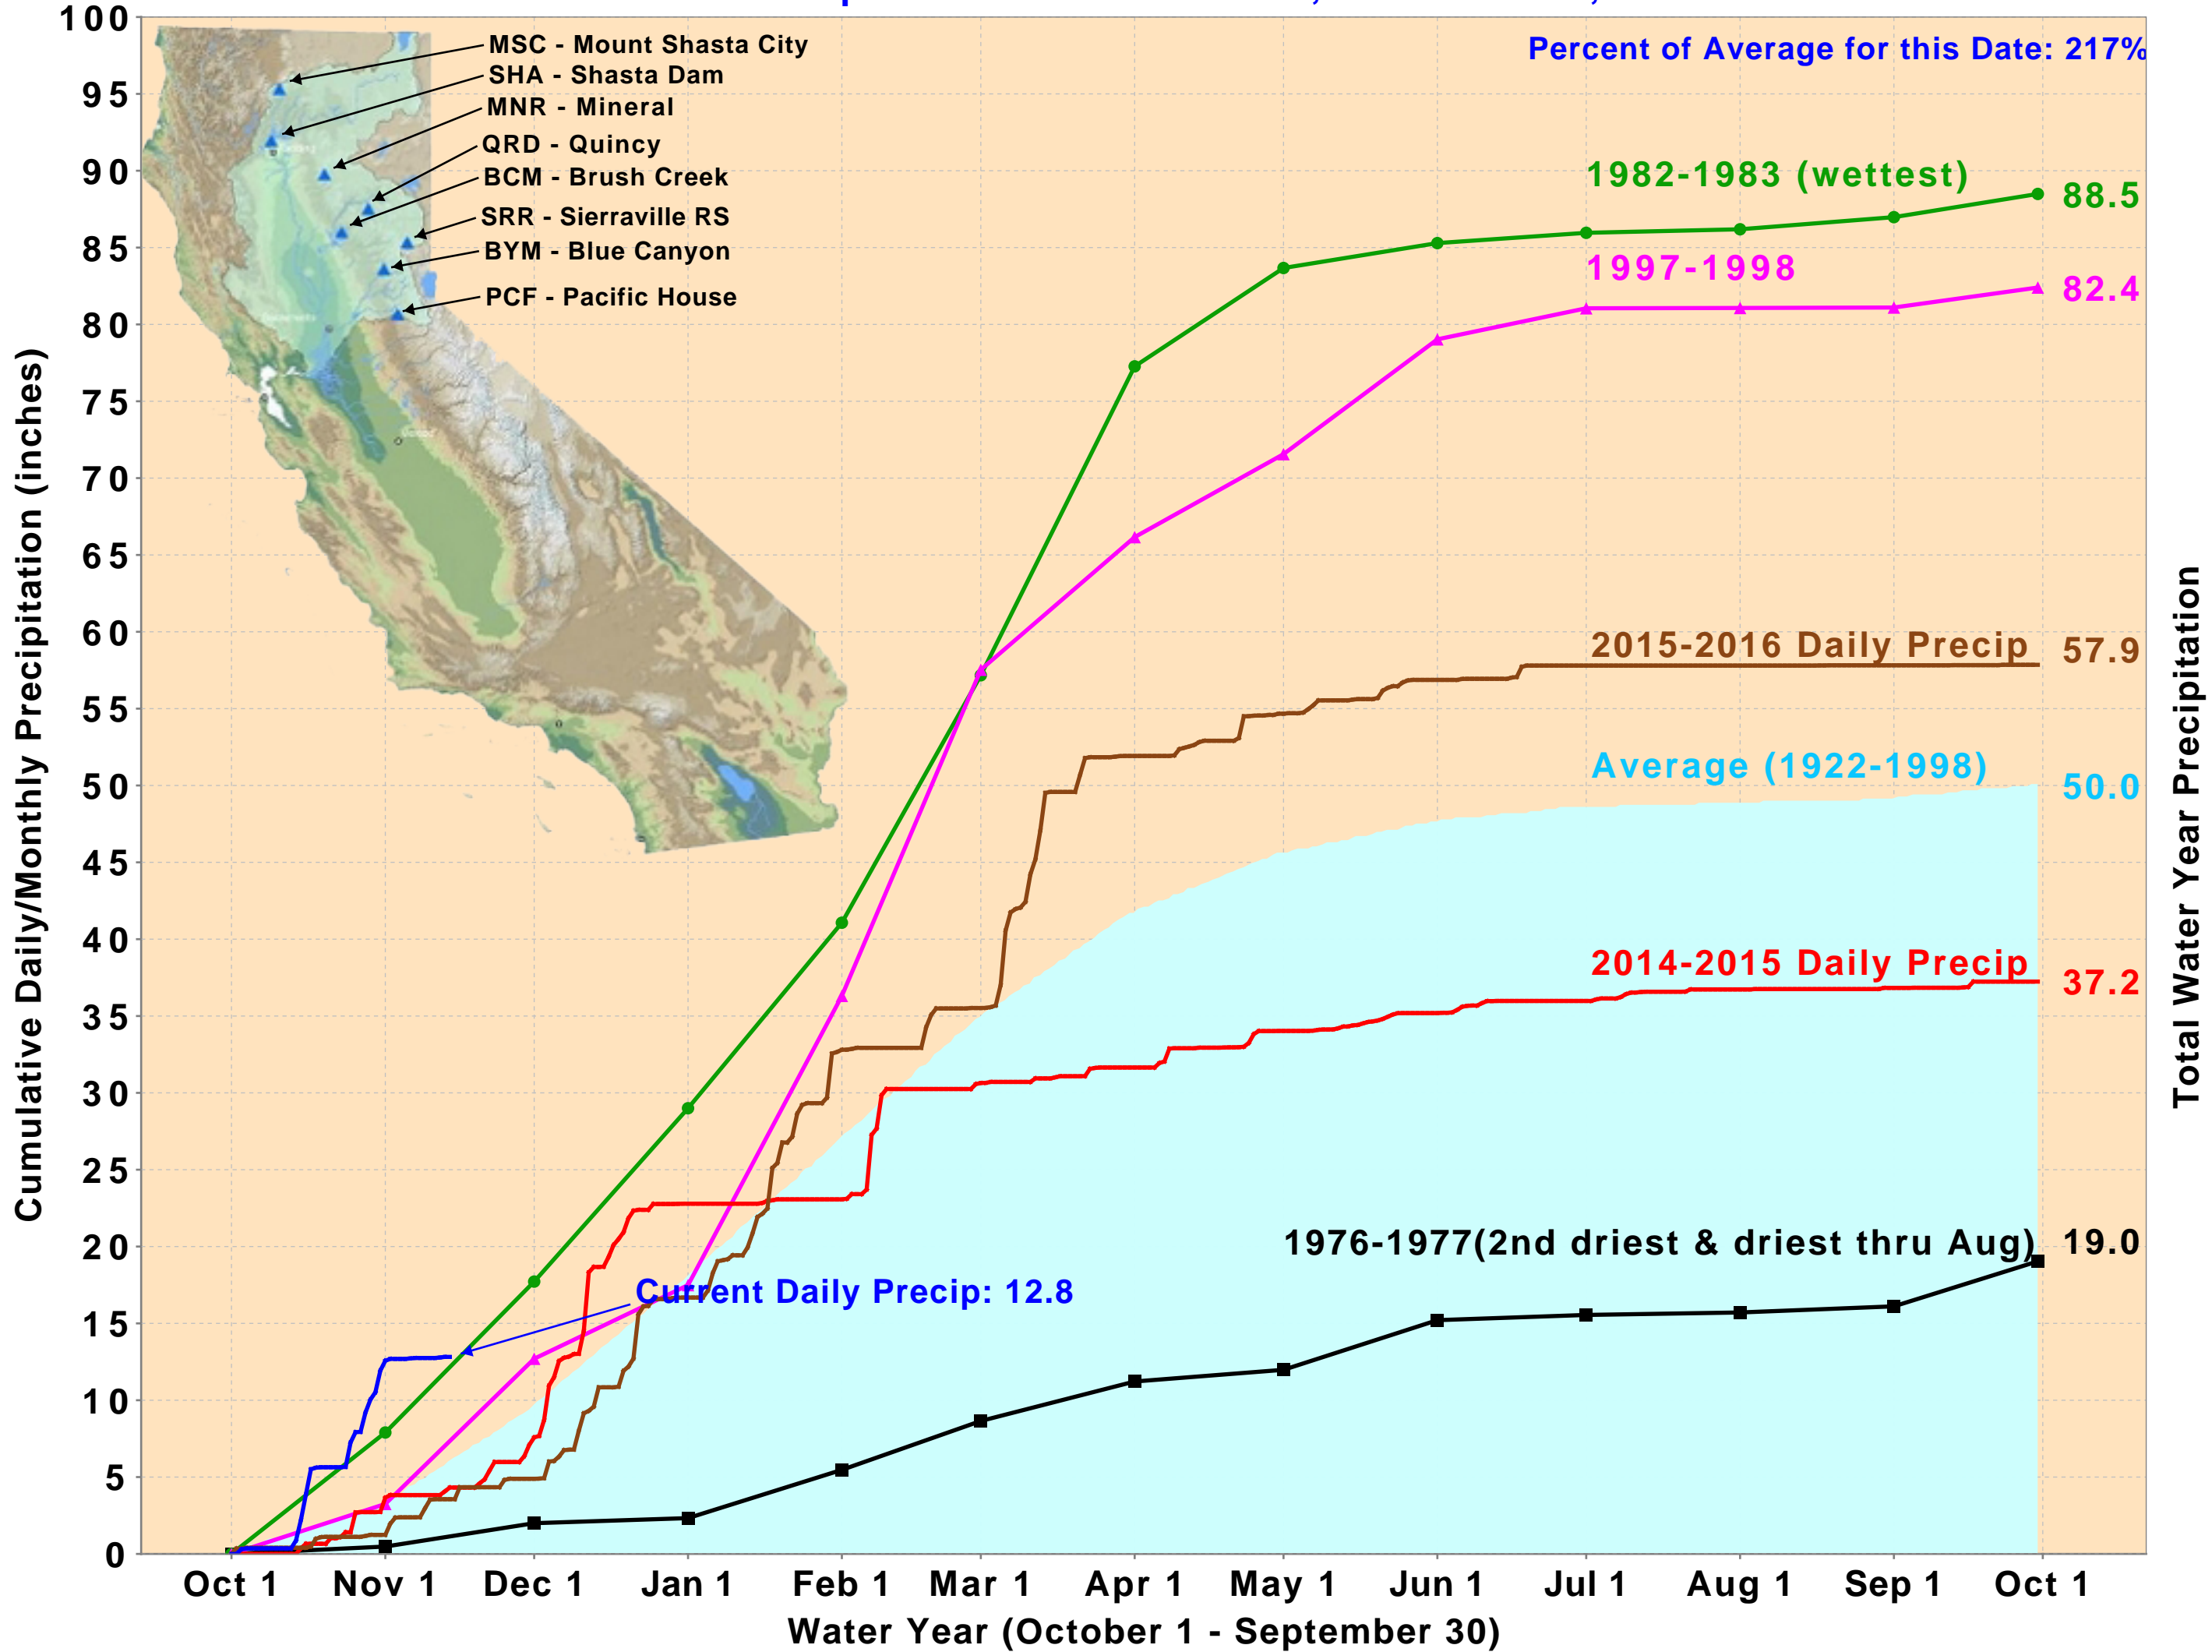 Percent of Average for this Date: 217%
MSC - Mount Shasta City
SHA - Shasta Dam
MNR - Mineral
QRD - Quincy
BCM - Brush Creek
SRR - Sierraville RS
BYM - Blue Canyon
PCF - Pacific House
1982-1983 (wettest)
88.5
1997-1998
82.4
2015-2016 Daily Precip
57.9
Average (1922-1998)
50.0
2014-2015 Daily Precip
37.2
1976-1977(2nd driest & driest thru Aug)
19.0
Current Daily Precip: 12.8
Cumulative Daily/Monthly Precipitation (inches)
100
95
90
85
80
75
70
65
60
55
50
45
40
35
30
25
20
15
10
5
0
Total Water Year Precipitation
Oct 1 Nov 1 Dec 1 Jan 1 Feb 1 Mar 1 Apr 1 May 1 Jun 1 Jul 1 Aug 1 Sep 1 Oct 1
Water Year (October 1 - September 30)